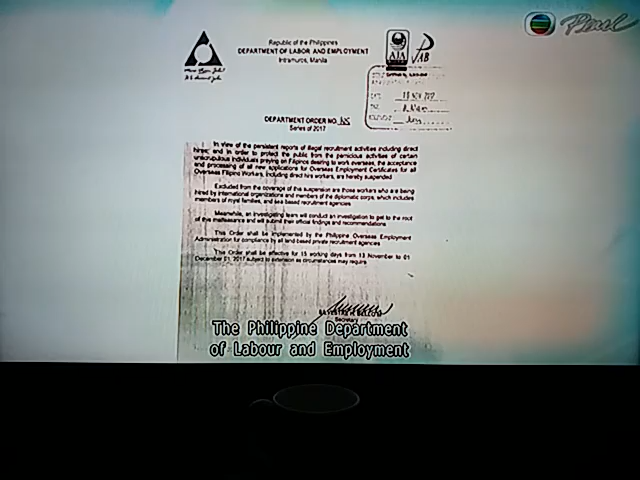 Pearl
Republic of the Philippines
DEPARTMENT OF LABOR AND EMPLOYMENT
Intramuros, Manila
AJA
PAB
DEPARTMENT ORDER NO.
Series of 2017
In view of the persistent reports of illegal recruitment activities including direct
hires; and in order to protect the public from the pernicious activities of certain
unscrupulous individuals preying on Filipinos desiring to work overseas, the acceptance
and processing of all new applications for Overseas Employment Certificates for all
Overseas Filipino Workers, including direct hire workers, are hereby suspended
Excluded from the coverage of the suspension are those workers who are being
hired by international organizations and members of the diplomatic corps, which includes
members of royal families, and sea based recruitment agencies
Meanwhile, an investigating team will conduct an investigation to get to the root
of this malfeasance and will submit their official findings and recommendations
This Order shall be implemented by the Philippine Overseas Employment
Administration for compliance by all land based private recruitment agencies
This Order shall be effective for 15 working days from 13 November to 01
December 01, 2017 subject to extension as circumstances may require
SILVESTRE H. BELLO III
Secretary
The Philippine Department
of Labour and Employment